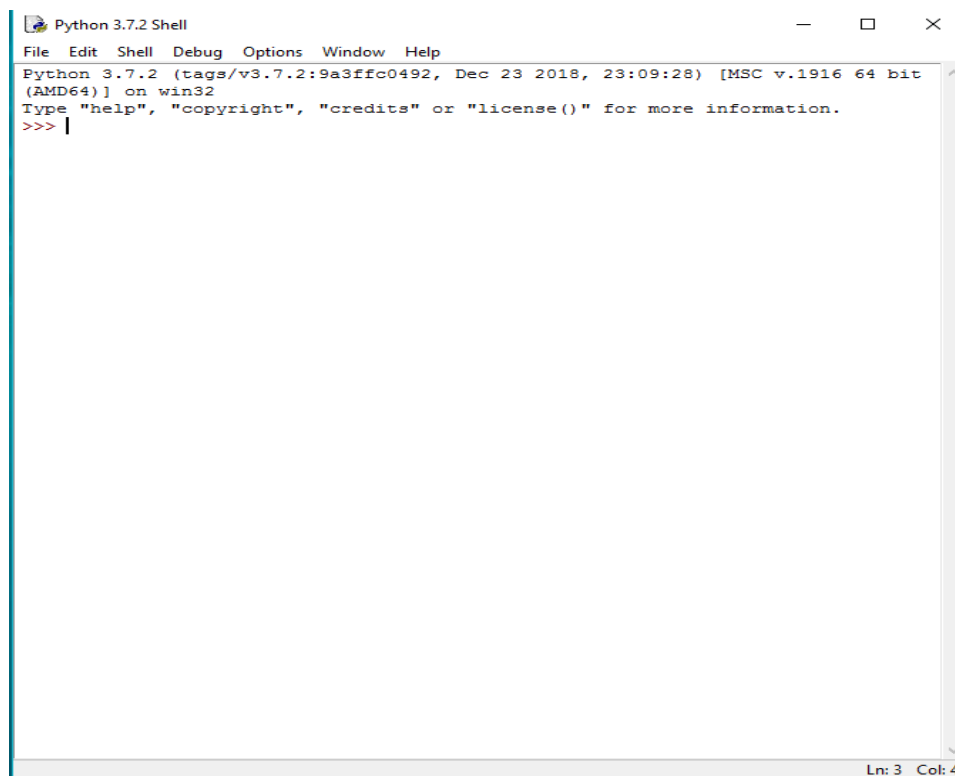 Python 3.7.2 Shell
File Edit Shell Debug Options Window Help
Python 3.7.2 (tags/v3.7.2:9a3ffc0492, Dec 23 2018, 23:09:28) [MSC v.1916 64 bit
(AMD64)] on win32
Type "help", "copyright", "credits" or "license()" for more information.
>>>
Ln: 3 Col: 4